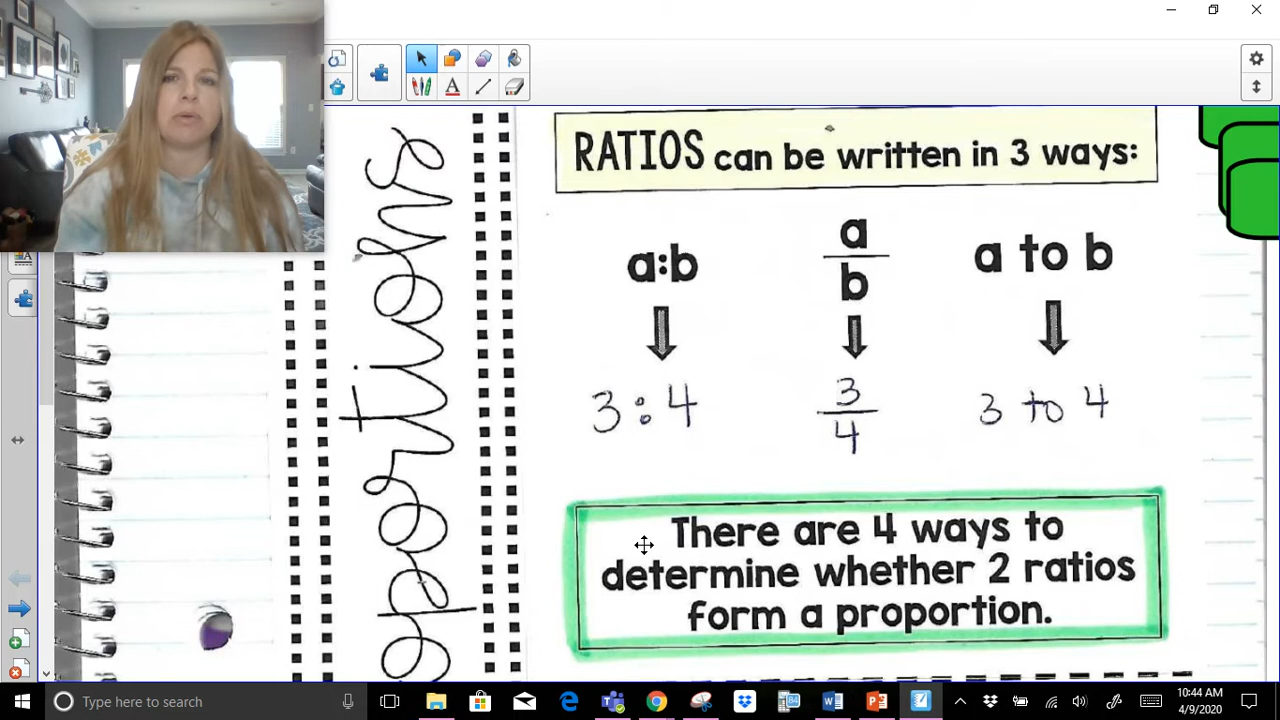 RATIOS can be written in 3 ways:
a:b
a
b
a to b
3:4
3
4
3 to 4
There are 4 ways to
determine whether 2 ratios
form a proportion.
Type here to search
10:44 AM
4/9/2020